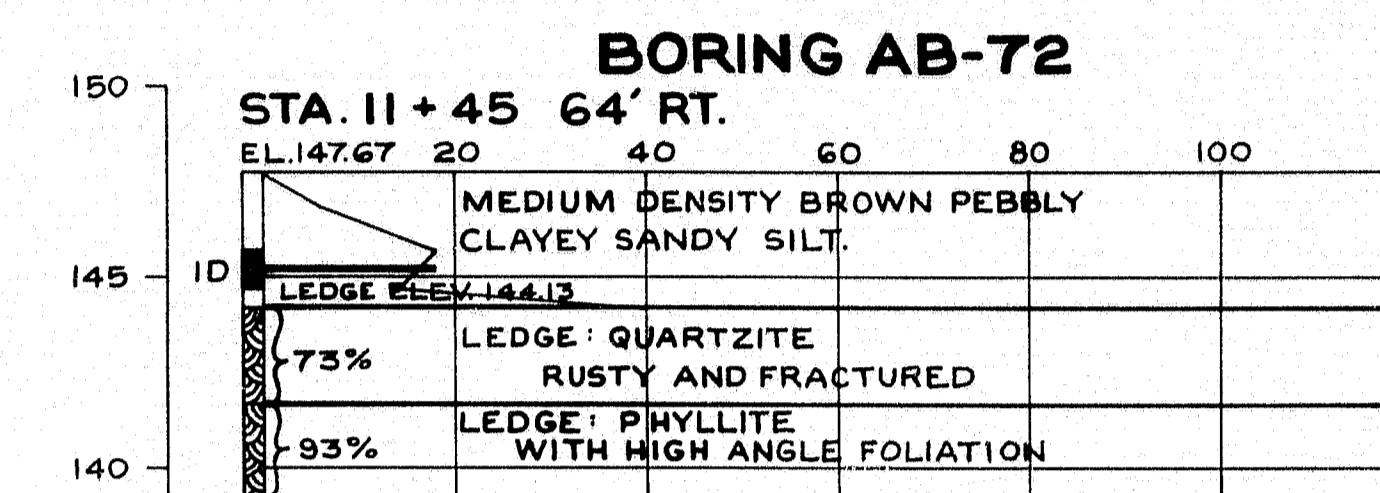 BORING AB-72
150
STA. 11 + 45 64' RT.
EL.147.67 20 40 60 80 100
MEDIUM DENSITY BROWN PEBBLY
CLAYEY SANDY SILT.
145 1D
LEDGE ELEV. 144.13
LEDGE: QUARTZITE
73%
RUSTY AND FRACTURED
LEDGE: PHYLLITE
93% WITH HIGH ANGLE FOLIATION
140